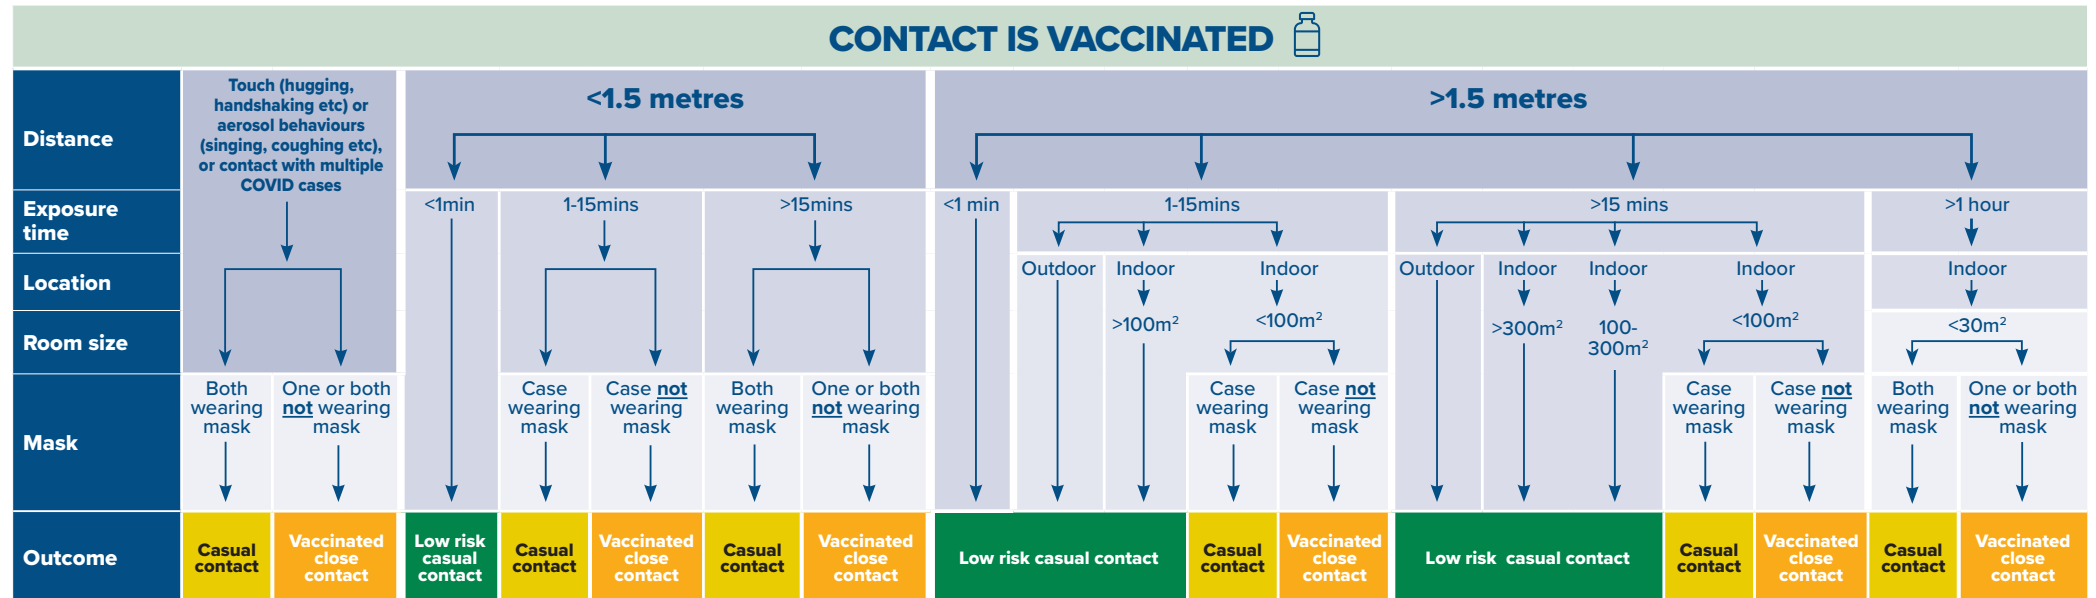 CONTACT IS VACCINATED
Distance
Touch (hugging,
handshaking etc) or
aerosol behaviours
(singing, coughing etc),
or contact with multiple
COVID cases
<1.5 metres
>1.5 metres
Exposure
time
<1min
1-15mins
>15mins
<1 min
1-15mins
>15 mins
>1 hour
Location
Outdoor
Indoor
Indoor
Outdoor
Indoor
Indoor
Indoor
Indoor
Room size
>100m²
<100m²
>300m²
100-
300m²
<100m²
<30m²
Mask
Both
wearing
mask
One or both
not wearing
mask
Case
wearing
mask
Case not
wearing
mask
Both
wearing
mask
One or both
not wearing
mask
Case
wearing
mask
Case not
wearing
mask
Case
wearing
mask
Case not
wearing
mask
Both
wearing
mask
One or both
not wearing
mask
Outcome
Casual
contact
Vaccinated
close
contact
Low risk
casual
contact
Casual
contact
Vaccinated
close
contact
Casual
contact
Vaccinated
close
contact
Low risk casual contact
Casual
contact
Vaccinated
close
contact
Low risk casual contact
Casual
contact
Vaccinated
close
contact
Casual
contact
Vaccinated
close
contact